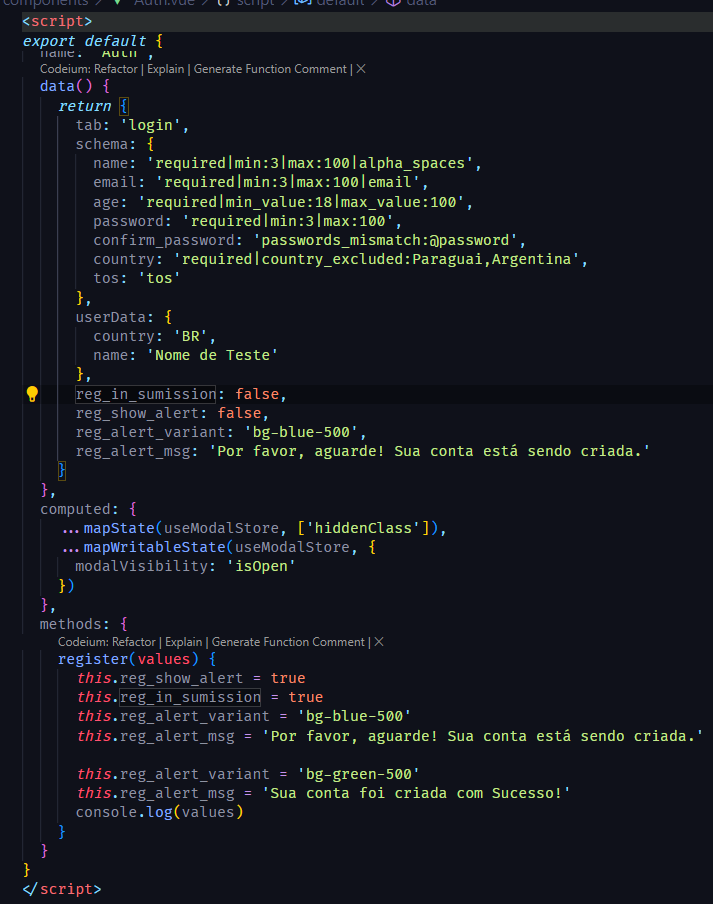 components > Auth.vue > {} script > default > data
<script>
export default {
name: 'Auth',
Codeium: Refactor | Explain | Generate Function Comment | ×
data() {
return {
tab: 'login',
schema: {
name: 'required|min:3|max:100|alpha_spaces',
email: 'required|min:3|max:100|email',
age: 'required|min_value:18|max_value:100',
password: 'required|min:3|max:100',
confirm_password: 'passwords_mismatch:@password',
country: 'required|country_excluded:Paraguai,Argentina',
tos: 'tos'
},
userData: {
country: 'BR',
name: 'Nome de Teste'
},
reg_in_sumission: false,
reg_show_alert: false,
reg_alert_variant: 'bg-blue-500',
reg_alert_msg: 'Por favor, aguarde! Sua conta está sendo criada.'
}
},
computed: {
...mapState(useModalStore, ['hiddenClass']),
...mapWritableState(useModalStore, {
modalVisibility: 'isOpen'
})
},
methods: {
Codeium: Refactor | Explain | Generate Function Comment | ×
register(values) {
this.reg_show_alert = true
this.reg_in_sumission = true
this.reg_alert_variant = 'bg-blue-500'
this.reg_alert_msg = 'Por favor, aguarde! Sua conta está sendo criada.'
this.reg_alert_variant = 'bg-green-500'
this.reg_alert_msg = 'Sua conta foi criada com Sucesso!'
console.log(values)
}
}
}
</script>